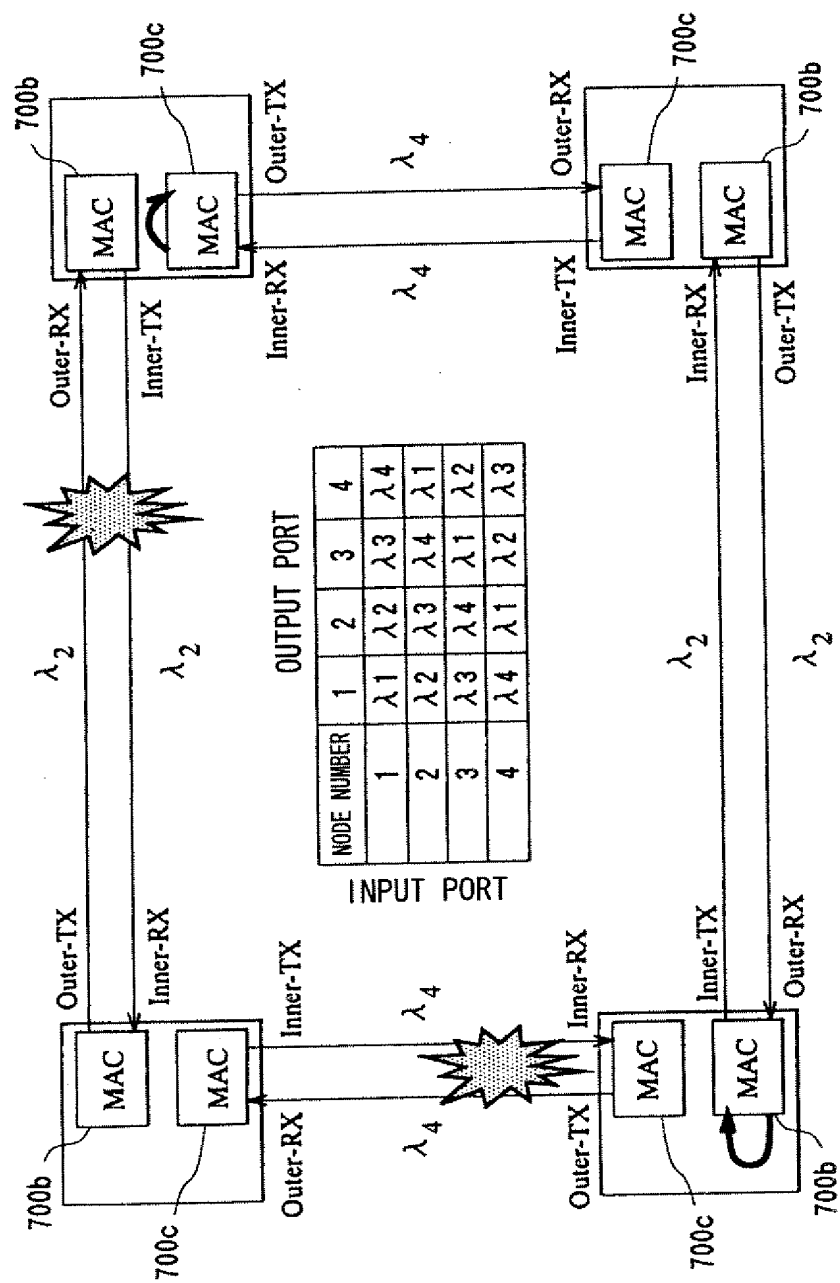 700b
MAC
Outer-TX
λ2
Outer-RX
MAC
700b
700c
MAC
Inner-RX
λ2
Inner-TX
MAC
700c
Outer-RX
Inner-TX
Inner-RX
Outer-TX
OUTPUT PORT
INPUT PORT
NODE NUMBER 1 2 3 4
1 λ1 λ2 λ3 λ4
2 λ2 λ3 λ4 λ1
3 λ3 λ4 λ1 λ2
4 λ4 λ1 λ2 λ3
λ4
λ4
λ4
λ4
Outer-TX
Inner-RX
Inner-TX
Outer-RX
700c
MAC
Inner-TX
λ2
Inner-RX
MAC
700c
700b
MAC
Outer-RX
λ2
Outer-TX
MAC
700b